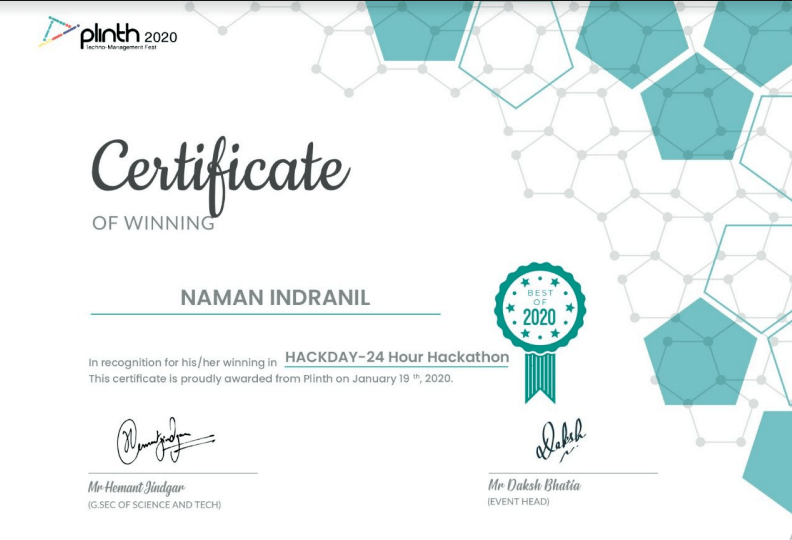 plinth 2020
Techno-Management Fest
Certificate
OF WINNING
NAMAN INDRANIL
BEST
OF
2020
In recognition for his/her winning in HACKDAY-24 Hour Hackathon
This certificate is proudly awarded from Plinth on January 19 th, 2020.
Hemantjindgar
Daksh
Mr Hemant Jindgar
Mr Daksh Bhatia
(G.SEC OF SCIENCE AND TECH)
(EVENT HEAD)